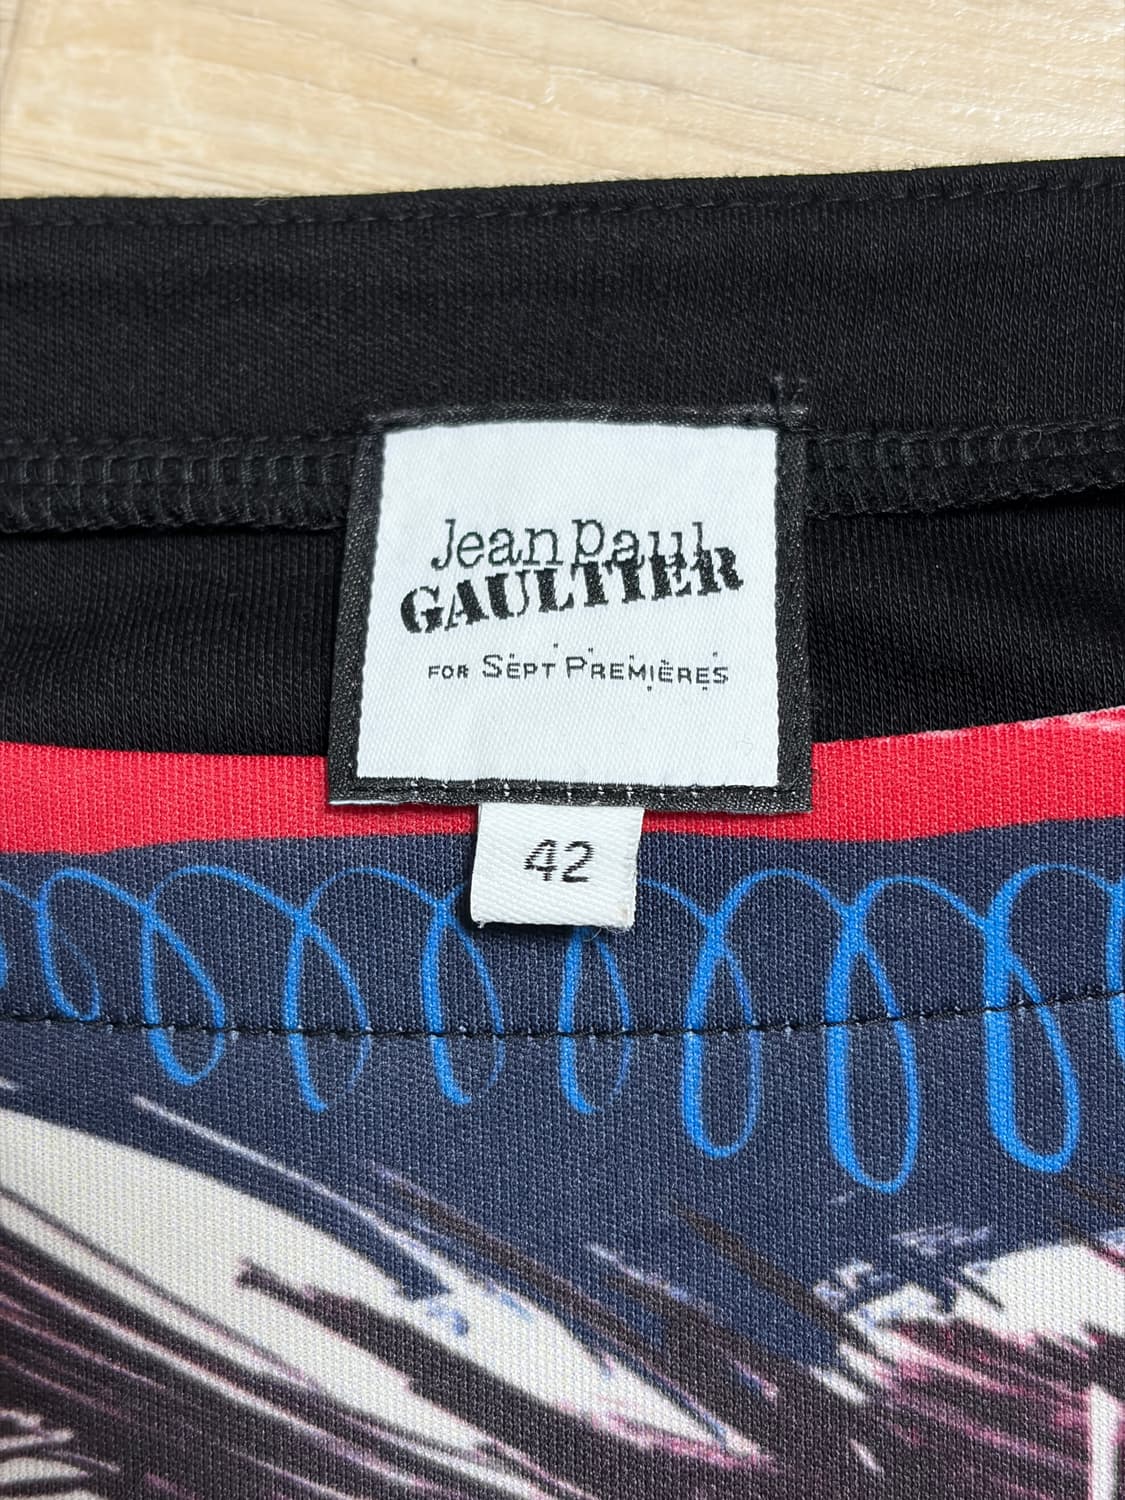 Jean Paul
GAULTIER
FOR SEPT PREMIÈRES
42